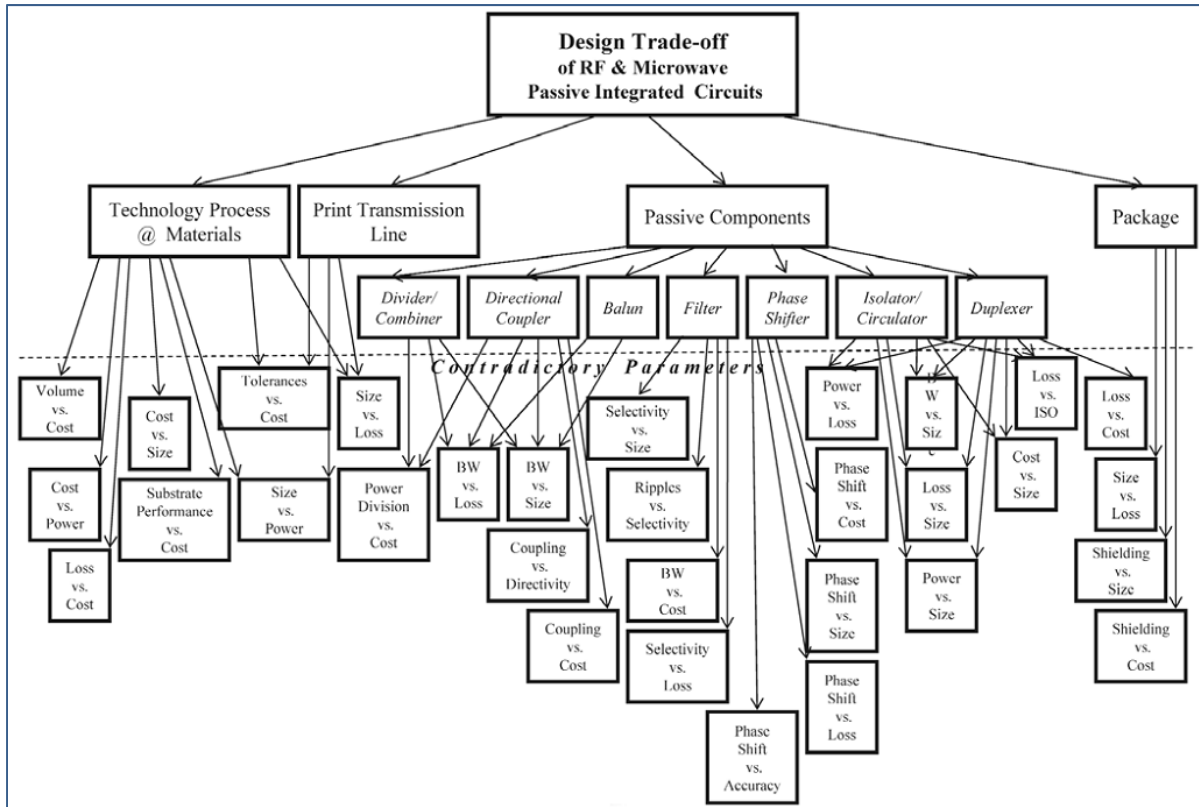 Design Trade-off
of RF & Microwave
Passive Integrated Circuits
Technology Process
@ Materials
Print Transmission
Line
Passive Components
Package
Divider/
Combiner
Directional
Coupler
Balun
Filter
Phase
Shifter
Isolator/
Circulator
Duplexer
Contradictory Parameters
Volume
vs.
Cost
Cost
vs.
Size
Tolerances
vs.
Cost
Size
vs.
Loss
Selectivity
vs.
Size
Power
vs.
Loss
BW
vs.
Size
Loss
vs.
ISO
Loss
vs.
Cost
Cost
vs.
Power
Substrate
Performance
vs.
Cost
Size
vs.
Power
Power
Division
vs.
Cost
BW
vs.
Loss
BW
vs.
Size
Ripples
vs.
Selectivity
Phase
Shift
vs.
Cost
Loss
vs.
Size
Cost
vs.
Size
Size
vs.
Loss
Loss
vs.
Cost
Coupling
vs.
Directivity
BW
vs.
Cost
Phase
Shift
vs.
Size
Power
vs.
Size
Shielding
vs.
Size
Coupling
vs.
Cost
Selectivity
vs.
Loss
Phase
Shift
vs.
Loss
Shielding
vs.
Cost
Phase
Shift
vs.
Accuracy